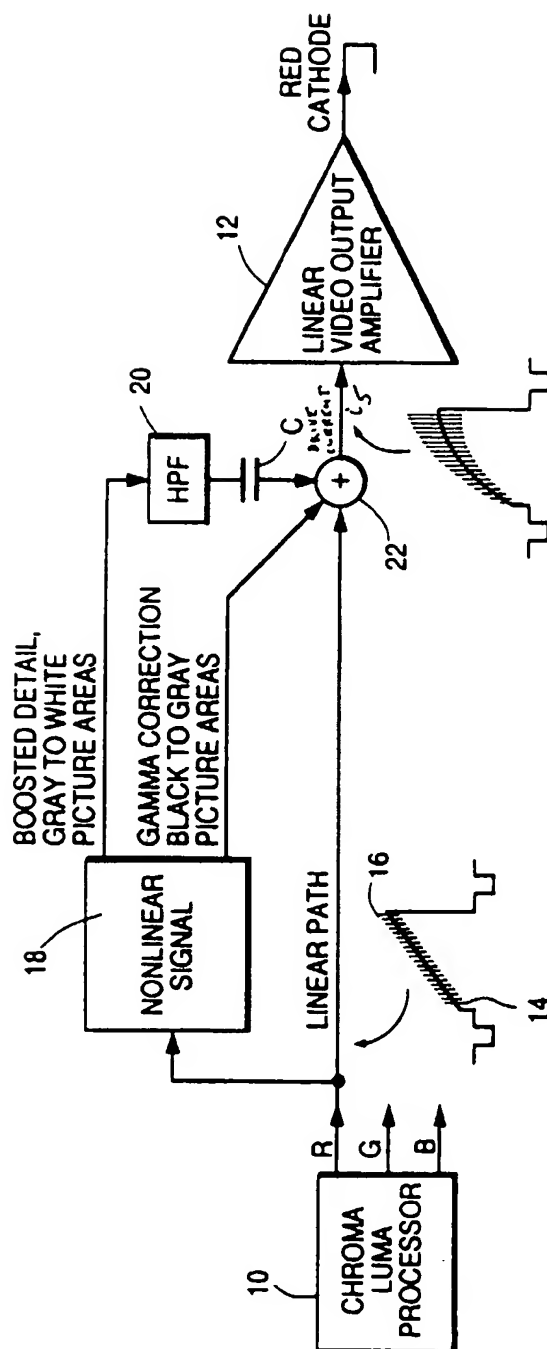 10
CHROMA
LUMA
PROCESSOR
R
G
B
14
16
LINEAR PATH
18
NONLINEAR
SIGNAL
BOOSTED DETAIL,
GRAY TO WHITE
PICTURE AREAS
GAMMA CORRECTION
BLACK TO GRAY
PICTURE AREAS
20
HPF
C
22
+
DRIVE
CURRENT
i5
12
LINEAR
VIDEO OUTPUT
AMPLIFIER
RED
CATHODE